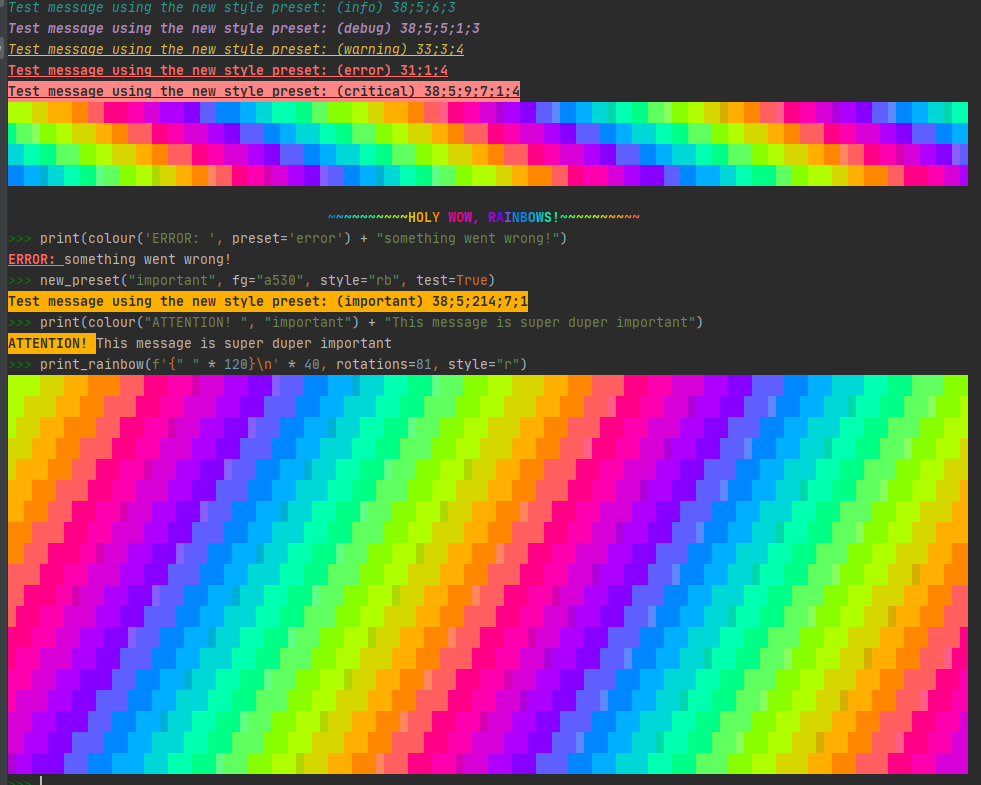 Test message using the new style preset: (info) 38;5;6;3
Test message using the new style preset: (debug) 38;5;5;1;3
Test message using the new style preset: (warning) 33;3;4
Test message using the new style preset: (error) 31;1;4
Test message using the new style preset: (critical) 38;5;9;7;1;4
~~~~~~~~~~HOLY WOW, RAINBOWS!~~~~~~~~~~
>>> print(colour('ERROR: ', preset='error') + "something went wrong!")
ERROR: something went wrong!
>>> new_preset("important", fg="a530", style="rb", test=True)
Test message using the new style preset: (important) 38;5;214;7;1
>>> print(colour("ATTENTION! ", "important") + "This message is super duper important")
ATTENTION! This message is super duper important
>>> print_rainbow(f'{" " * 120}\n' * 40, rotations=81, style="r")
>>>